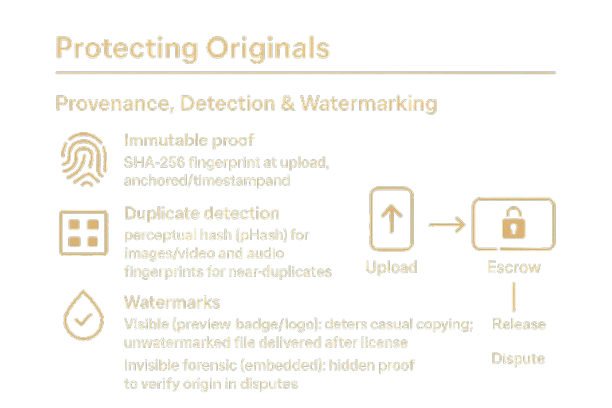 Protecting Originals
Provenance, Detection & Watermarking
Immutable proof
SHA-256 fingerprint at upload,
anchored/timestampand
Duplicate detection
perceptual hash (pHash) for
images/video and audio
fingerprints for near-duplicates
Upload
Escrow
Release
Dispute
Watermarks
Visible (preview badge/logo): deters casual copying;
unwatermarked file delivered after license
Invisible forensic (embedded): hidden proof
to verify origin in disputes